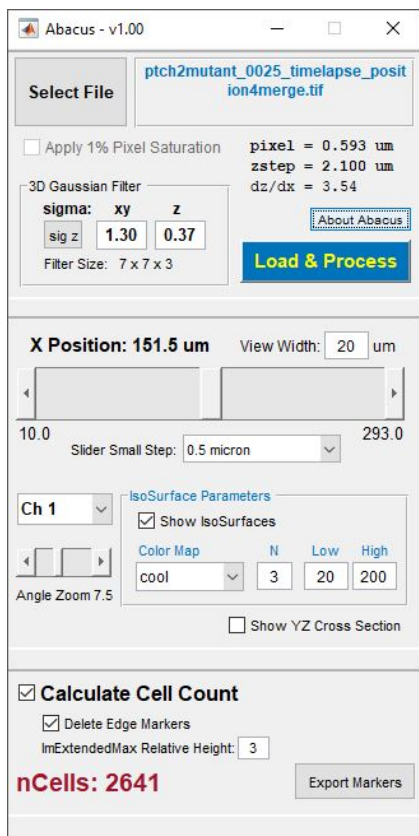 Abacus - v1.00
Select File
ptch2mutant_0025_timelapse_posit
ion4merge.tif
Apply 1% Pixel Saturation
pixel = 0.593 um
zstep = 2.100 um
dz/dx = 3.54
3D Gaussian Filter
sigma: xy z
sig z 1.30 0.37
Filter Size: 7 x 7 x 3
About Abacus
Load & Process
X Position: 151.5 um View Width: 20 um
10.0 293.0
Slider Small Step: 0.5 micron
Ch 1
Angle Zoom 7.5
IsoSurface Parameters
Show IsoSurfaces
Color Map N Low High
cool 3 20 200
Show YZ Cross Section
Calculate Cell Count
Delete Edge Markers
ImExtendedMax Relative Height: 3
nCells: 2641 Export Markers